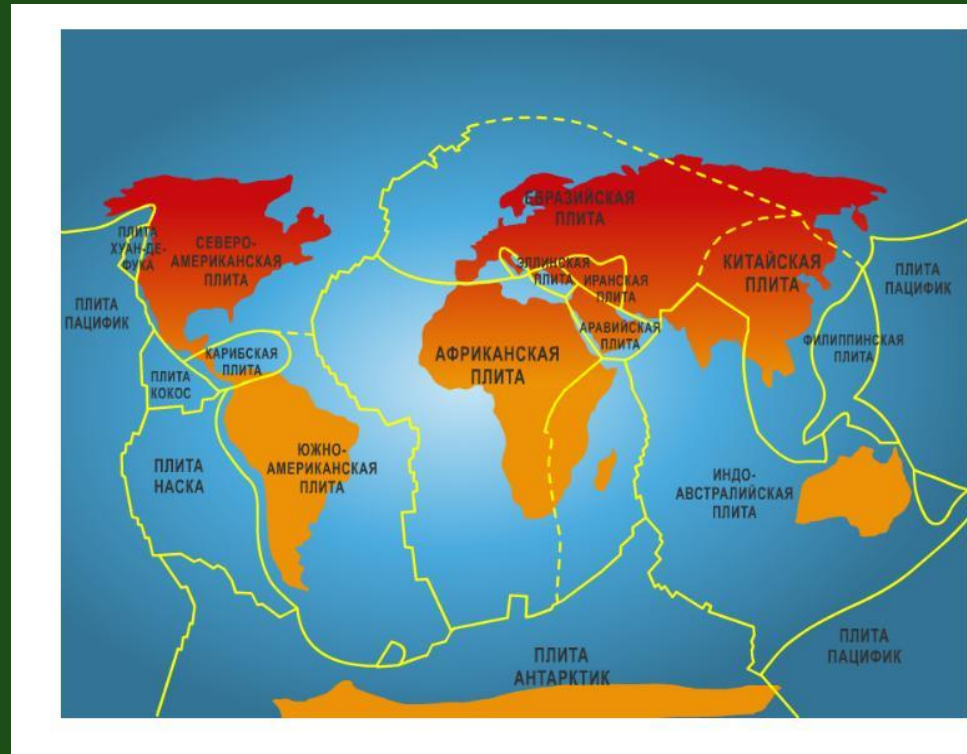 ЕВРАЗИЙСКАЯ
ПЛИТА
ПЛИТА
ХУАН-ДЕ-
ФУКА
СЕВЕРО-
АМЕРИКАНСКАЯ
ПЛИТА
ЭЛЛИНСКАЯ
ПЛИТА
ИРАНСКАЯ
ПЛИТА
КИТАЙСКАЯ
ПЛИТА
ПЛИТА
ПАЦИФИК
ПЛИТА
ПАЦИФИК
АРАВИЙСКАЯ
ПЛИТА
ФИЛИППИНСКАЯ
ПЛИТА
КАРИБСКАЯ
ПЛИТА
АФРИКАНСКАЯ
ПЛИТА
ПЛИТА
КОКОС
ПЛИТА
НАСКА
ЮЖНО-
АМЕРИКАНСКАЯ
ПЛИТА
ИНДО-
АВСТРАЛИЙСКАЯ
ПЛИТА
ПЛИТА
АНТАРКТИК
ПЛИТА
ПАЦИФИК